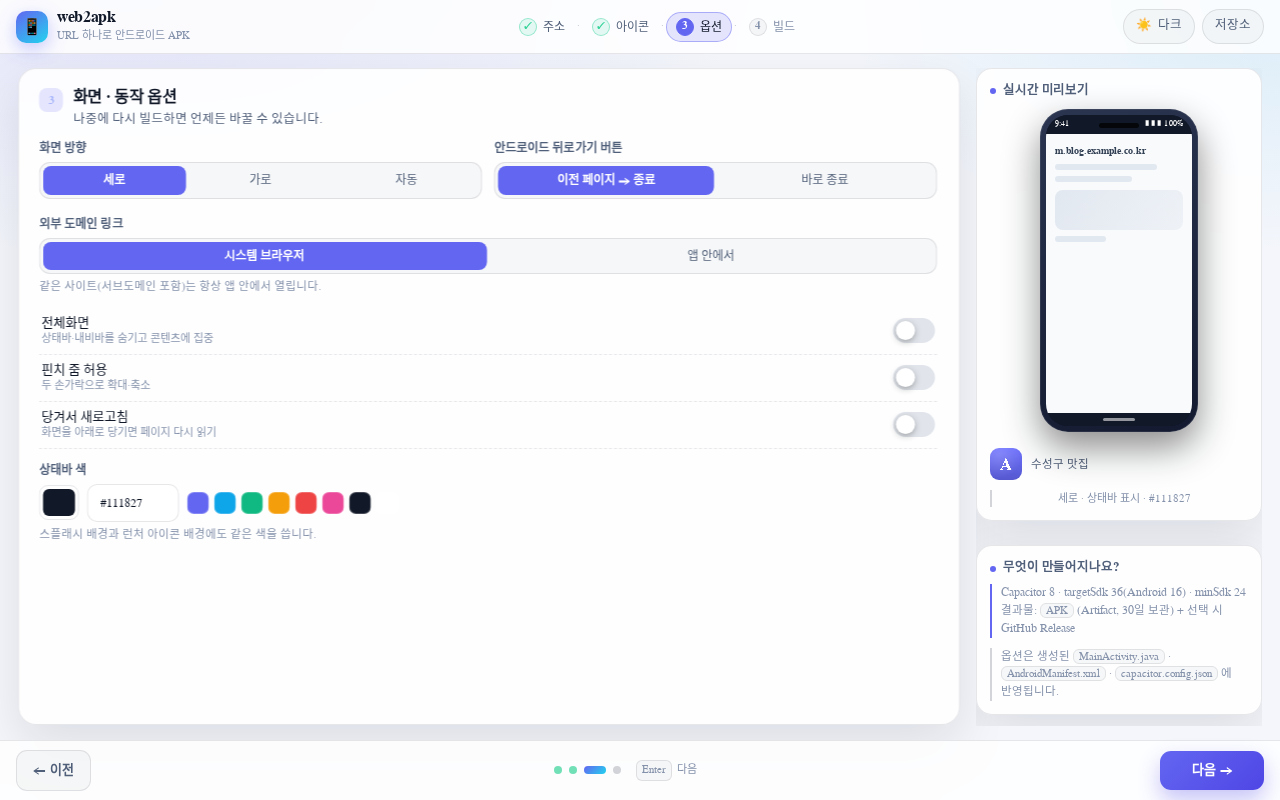 web2apk
URL 하나로 안드로이드 APK
✓ 주소
✓ 아이콘
3 옵션
4 빌드
☀️ 다크
저장소
3 화면 · 동작 옵션
나중에 다시 빌드하면 언제든 바꿀 수 있습니다.
화면 방향
세로 가로 자동
안드로이드 뒤로가기 버튼
이전 페이지 → 종료 바로 종료
외부 도메인 링크
시스템 브라우저 앱 안에서
같은 사이트(서브도메인 포함)는 항상 앱 안에서 열립니다.
전체화면
상태바·내비바를 숨기고 콘텐츠에 집중
핀치 줌 허용
두 손가락으로 확대·축소
당겨서 새로고침
화면을 아래로 당기면 페이지 다시 읽기
상태바 색
#111827
스플래시 배경과 런처 아이콘 배경에도 같은 색을 씁니다.
실시간 미리보기
9:41 100%
m.blog.example.co.kr
A 수성구 맛집
세로 · 상태바 표시 · #111827
무엇이 만들어지나요?
Capacitor 8 · targetSdk 36(Android 16) · minSdk 24
결과물: APK (Artifact, 30일 보관) + 선택 시
GitHub Release
옵션은 생성된 MainActivity.java ·
AndroidManifest.xml · capacitor.config.json 에
반영됩니다.
← 이전
Enter 다음
다음 →